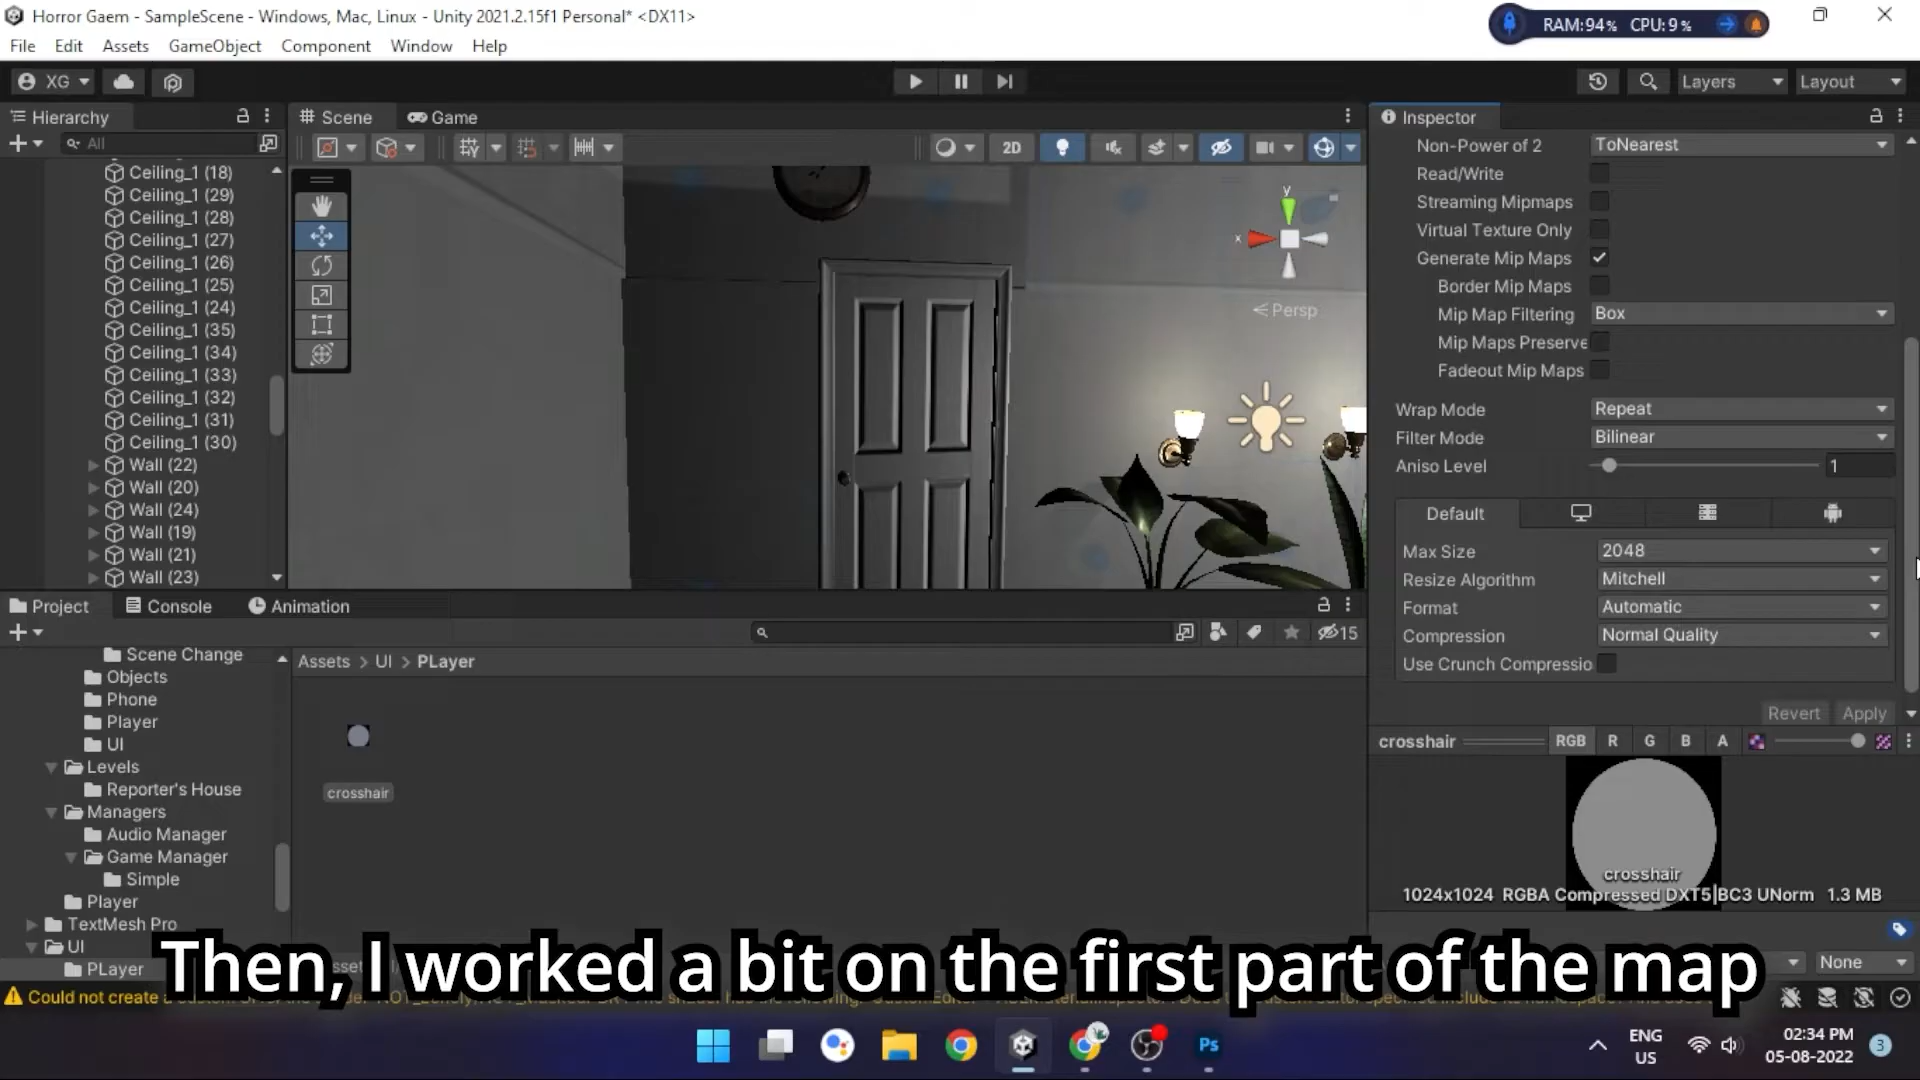 Horror Gaem - SampleScene - Windows, Mac, Linux - Unity 2021.2.15f1 Personal* <DX11>
RAM:94% CPU:9%
File Edit Assets GameObject Component Window Help
XG
Layers
Layout
Hierarchy
All
Ceiling_1 (18)
Ceiling_1 (29)
Ceiling_1 (28)
Ceiling_1 (27)
Ceiling_1 (26)
Ceiling_1 (25)
Ceiling_1 (24)
Ceiling_1 (35)
Ceiling_1 (34)
Ceiling_1 (33)
Ceiling_1 (32)
Ceiling_1 (31)
Ceiling_1 (30)
Wall (22)
Wall (20)
Wall (24)
Wall (19)
Wall (21)
Wall (23)
Scene
Game
2D
y
x
Persp
Inspector
Non-Power of 2 ToNearest
Read/Write
Streaming Mipmaps
Virtual Texture Only
Generate Mip Maps
Border Mip Maps
Mip Map Filtering Box
Mip Maps Preserve
Fadeout Mip Maps
Wrap Mode Repeat
Filter Mode Bilinear
Aniso Level 1
Default
Max Size 2048
Resize Algorithm Mitchell
Format Automatic
Compression Normal Quality
Use Crunch Compressio
Revert Apply
crosshair RGB R G B A
crosshair
1024x1024 RGBA Compressed DXT5|BC3 UNorm 1.3 MB
None
Project
Console
Animation
15
Scene Change
Objects
Phone
Player
UI
Levels
Reporter's House
Managers
Audio Manager
Game Manager
Simple
Player
TextMesh Pro
UI
PLayer
Assets > UI > PLayer
crosshair
Then, I worked a bit on the first part of the map
Could not create a
Ps
ENG
US
02:34 PM
05-08-2022
3